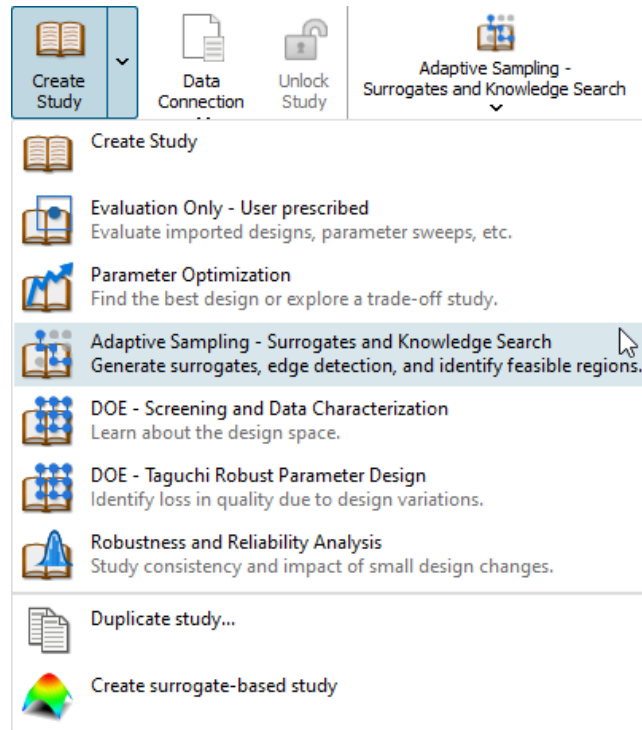 Create
Study
Data
Connection
Unlock
Study
Adaptive Sampling -
Surrogates and Knowledge Search
Create Study
Evaluation Only - User prescribed
Evaluate imported designs, parameter sweeps, etc.
Parameter Optimization
Find the best design or explore a trade-off study.
Adaptive Sampling - Surrogates and Knowledge Search
Generate surrogates, edge detection, and identify feasible regions.
DOE - Screening and Data Characterization
Learn about the design space.
DOE - Taguchi Robust Parameter Design
Identify loss in quality due to design variations.
Robustness and Reliability Analysis
Study consistency and impact of small design changes.
Duplicate study...
Create surrogate-based study